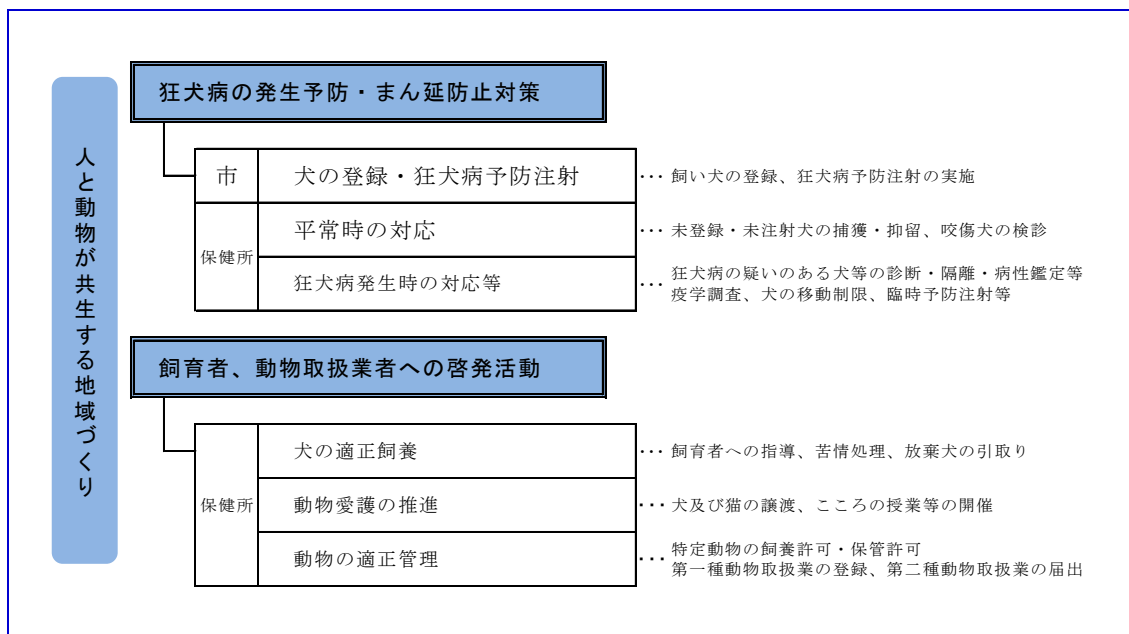 人と動物が共生する地域づくり
狂犬病の発生予防・まん延防止対策
市
犬の登録・狂犬病予防注射
･･･ 飼い犬の登録、狂犬病予防注射の実施
保健所
平常時の対応
･･･ 未登録・未注射犬の捕獲・抑留、咬傷犬の検診
狂犬病発生時の対応等
･･･ 狂犬病の疑いのある犬等の診断・隔離・病性鑑定等
疫学調査、犬の移動制限、臨時予防注射等
飼育者、動物取扱業者への啓発活動
保健所
犬の適正飼養
･･･ 飼育者への指導、苦情処理、放棄犬の引取り
動物愛護の推進
･･･ 犬及び猫の譲渡、こころの授業等の開催
動物の適正管理
･･･ 特定動物の飼養許可・保管許可
第一種動物取扱業の登録、第二種動物取扱業の届出